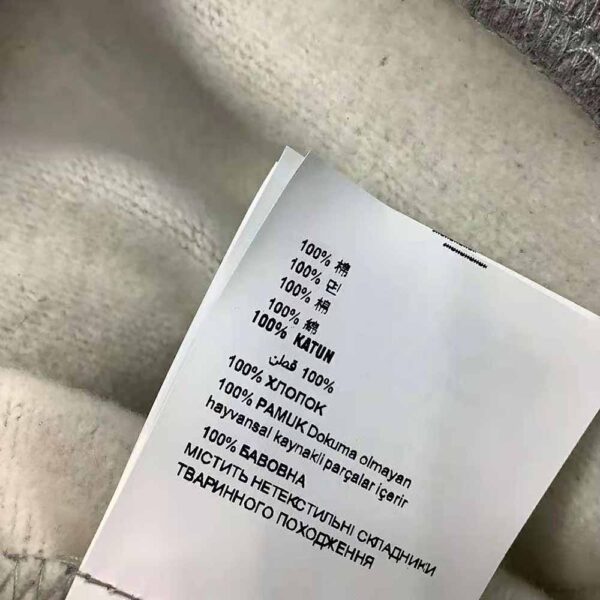 100% 棉
100%
100% 棉
100% 綿
100% KATUN
100% قطن
100% ХЛОПОК
100% PAMUK Dokuma olmayan
hayvansal kaynakli parçalar içerir
100% БАВОВНА
МІСТИТЬ НЕТЕКСТИЛЬНІ СКЛАДНИКИ
ТВАРИННОГО ПОХОДЖЕННЯ